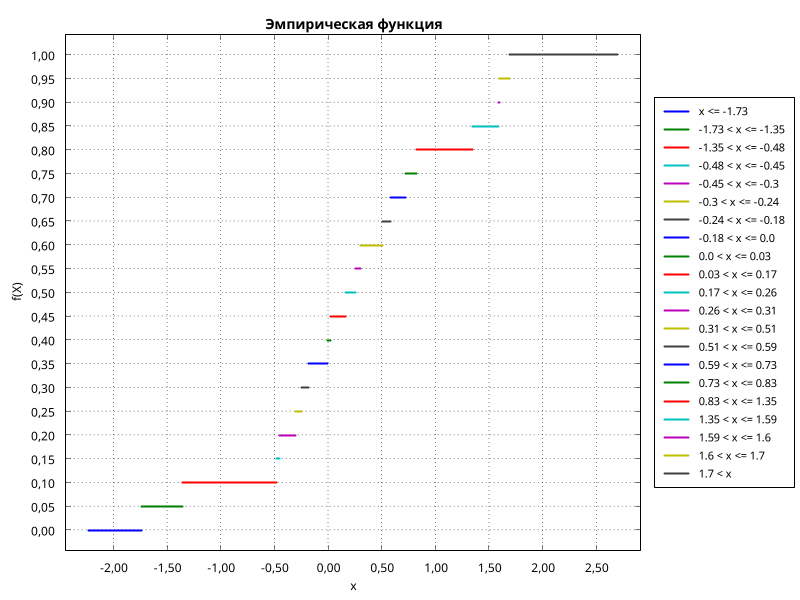 Эмпирическая функция
1,00
0,95
0,90
0,85
0,80
0,75
0,70
0,65
0,60
0,55
0,50
0,45
0,40
0,35
0,30
0,25
0,20
0,15
0,10
0,05
0,00
f(X)
-2,00 -1,50 -1,00 -0,50 0,00 0,50 1,00 1,50 2,00 2,50
x
x <= -1.73
-1.73 < x <= -1.35
-1.35 < x <= -0.48
-0.48 < x <= -0.45
-0.45 < x <= -0.3
-0.3 < x <= -0.24
-0.24 < x <= -0.18
-0.18 < x <= 0.0
0.0 < x <= 0.03
0.03 < x <= 0.17
0.17 < x <= 0.26
0.26 < x <= 0.31
0.31 < x <= 0.51
0.51 < x <= 0.59
0.59 < x <= 0.73
0.73 < x <= 0.83
0.83 < x <= 1.35
1.35 < x <= 1.59
1.59 < x <= 1.6
1.6 < x <= 1.7
1.7 < x